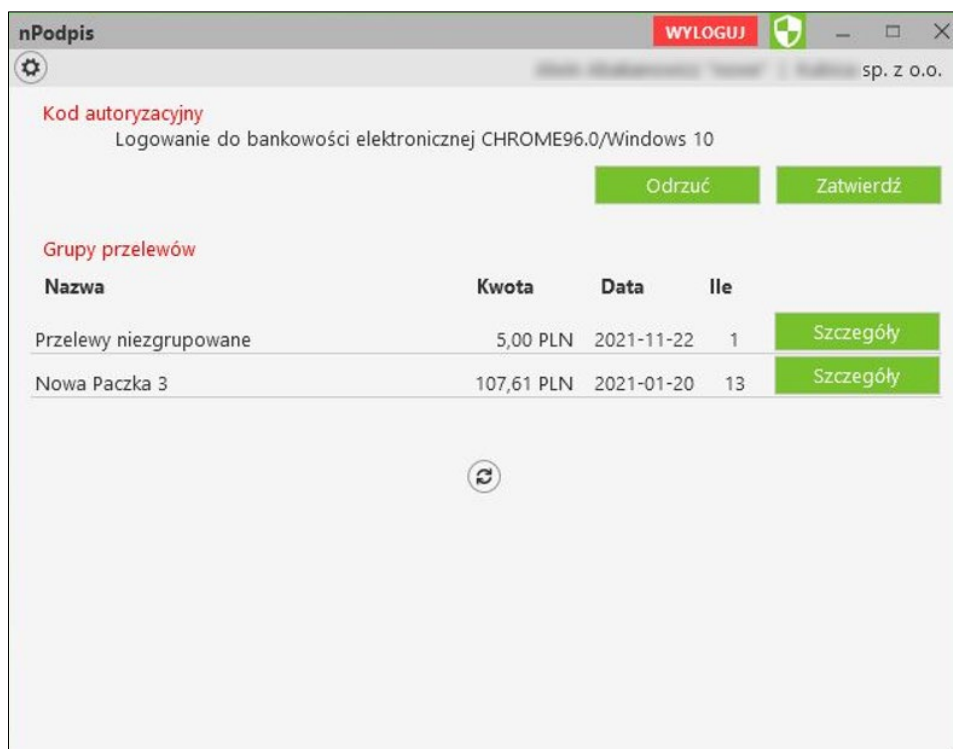 nPodpis WYLOGUJ
sp. z o.o.
Kod autoryzacyjny
Logowanie do bankowości elektronicznej CHROME96.0/Windows 10
Odrzuć Zatwierdź
Grupy przelewów
Nazwa Kwota Data Ile
Przelewy niezgrupowane 5,00 PLN 2021-11-22 1 Szczegóły
Nowa Paczka 3 107,61 PLN 2021-01-20 13 Szczegóły